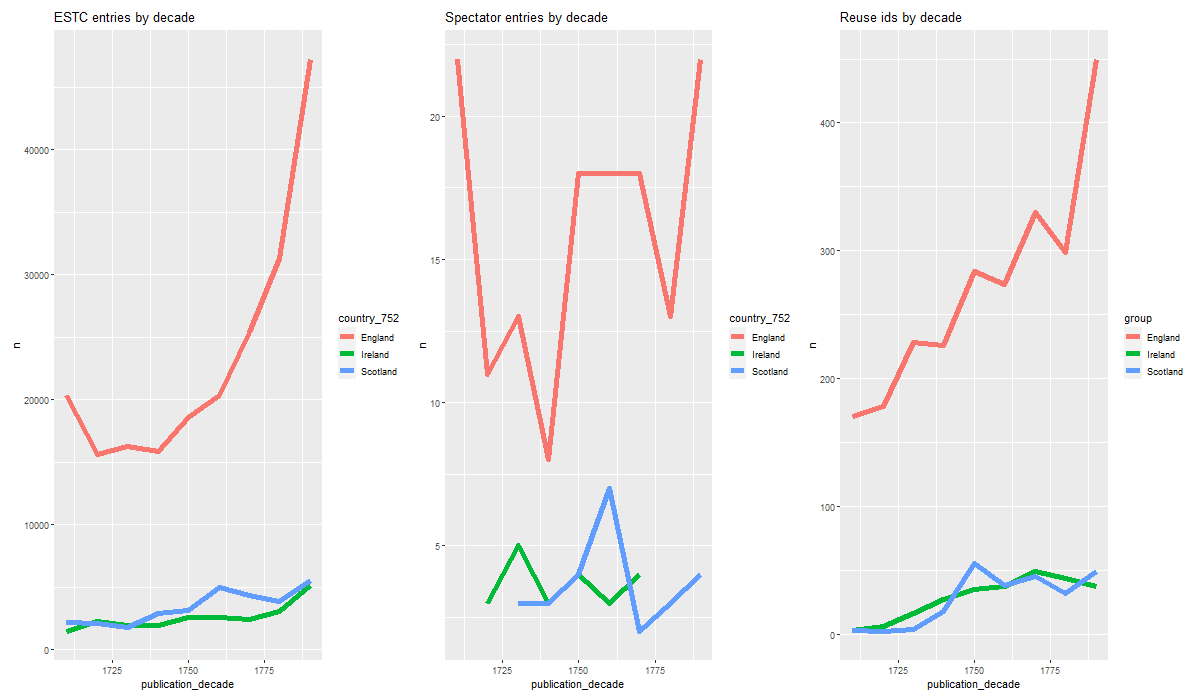 ESTC entries by decade
40000
30000
20000
10000
0
n
1725
1750
1775
publication_decade
country_752
England
Ireland
Scotland
Spectator entries by decade
20
15
10
5
n
1725
1750
1775
publication_decade
country_752
England
Ireland
Scotland
Reuse ids by decade
400
300
200
100
0
n
1725
1750
1775
publication_decade
group
England
Ireland
Scotland